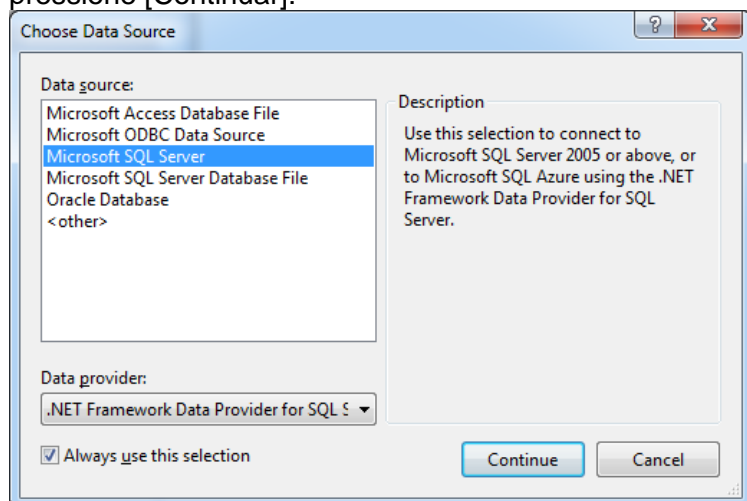 pressione [Continuar].
Choose Data Source
Data source:
Microsoft Access Database File
Microsoft ODBC Data Source
Microsoft SQL Server
Microsoft SQL Server Database File
Oracle Database
<other>
Description
Use this selection to connect to
Microsoft SQL Server 2005 or above, or
to Microsoft SQL Azure using the .NET
Framework Data Provider for SQL
Server.
Data provider:
.NET Framework Data Provider for SQL S
Always use this selection
Continue
Cancel